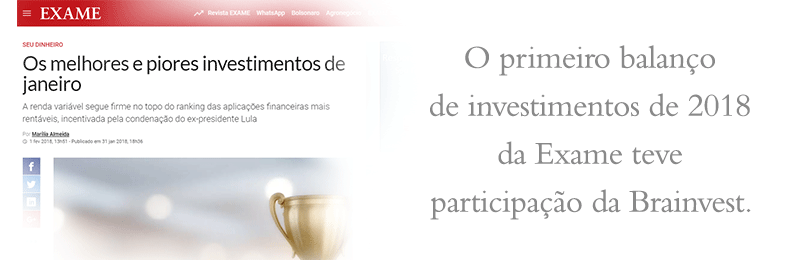 EXAME
Revista EXAME WhatsApp Bolsonaro Agronegócio
SEU DINHEIRO
Os melhores e piores investimentos de
janeiro
A renda variável segue firme no topo do ranking das aplicações financeiras mais
rentáveis, incentivada pela condenação do ex-presidente Lula
Por Marília Almeida
1 fev 2018, 13h51 - Publicado em 31 jan 2018, 18h36
O primeiro balanço
de investimentos de 2018
da Exame teve
participação da Brainvest.